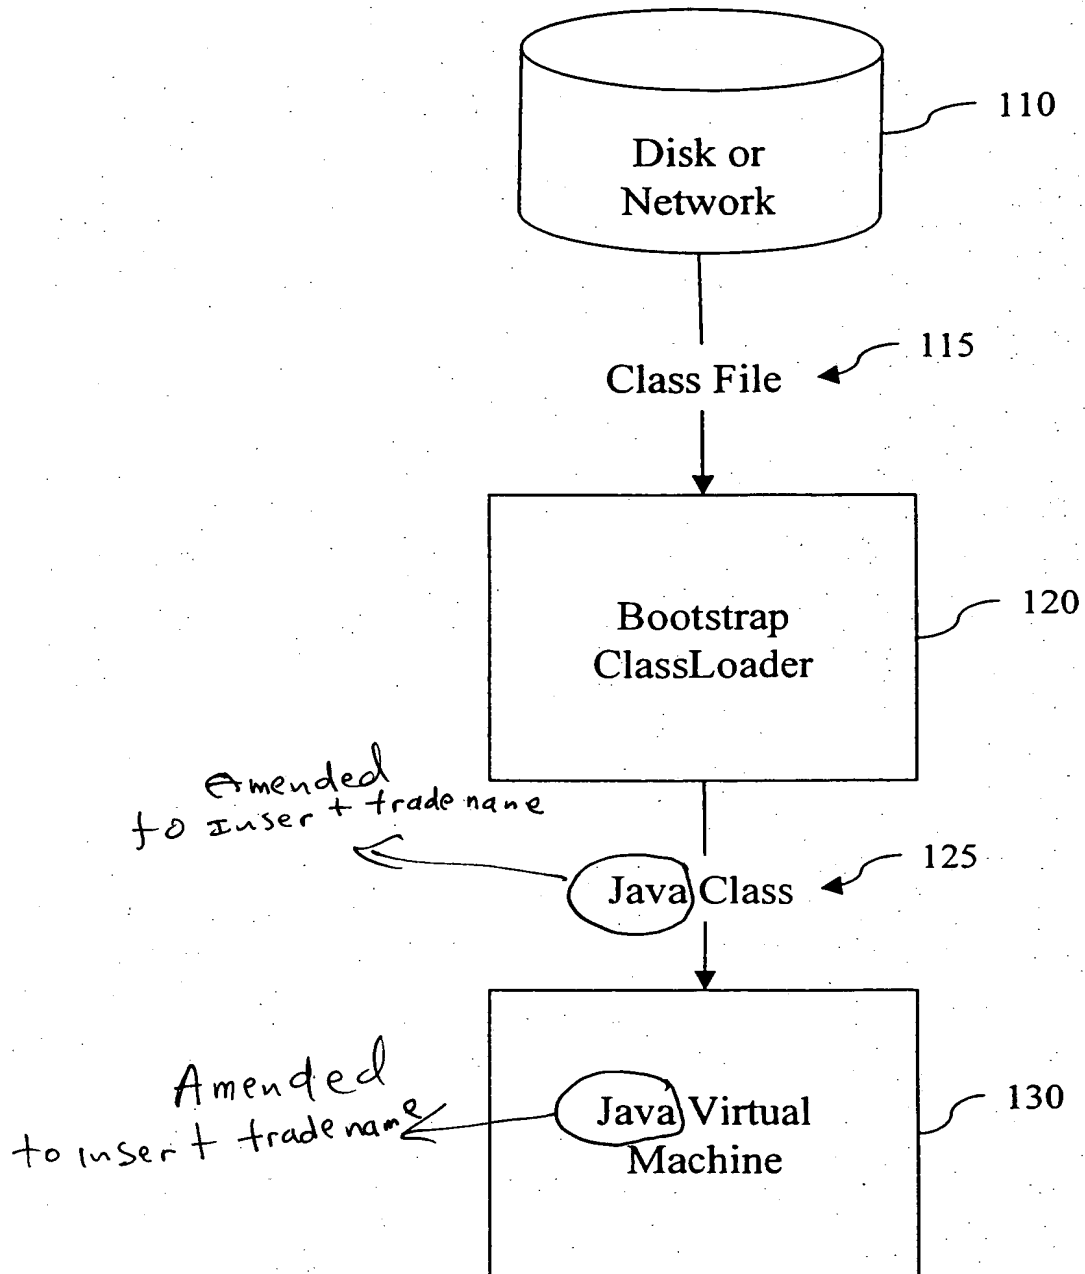 110
Disk or
Network
115
Class File
120
Bootstrap
ClassLoader
Amended
to Insert trade name
125
Java Class
Amended
to insert trade name
130
Java Virtual
Machine